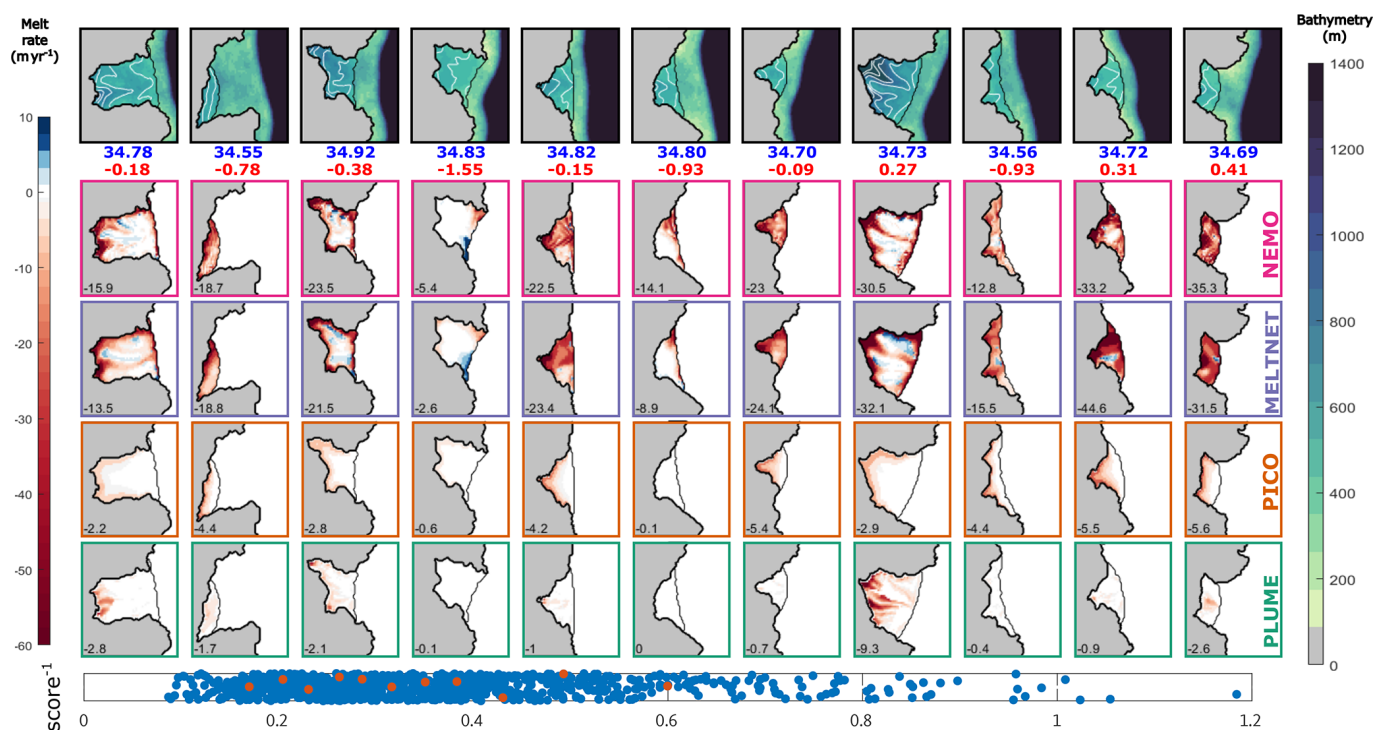 Melt
rate
(m yr⁻¹)
Bathymetry
(m)
10
0
-10
-20
-30
-40
-50
-60
1400
1200
1000
800
600
400
200
0
34.78 34.55 34.92 34.83 34.82 34.80 34.70 34.73 34.56 34.72 34.69
-0.18 -0.78 -0.38 -1.55 -0.15 -0.93 -0.09 0.27 -0.93 0.31 0.41
-15.9 -18.7 -23.5 -5.4 -22.5 -14.1 -23 -30.5 -12.8 -33.2 -35.3
NEMO
-13.5 -18.8 -21.5 -2.6 -23.4 -8.9 -24.1 -32.1 -15.5 -44.6 -31.5
MELTNET
-2.2 -4.4 -2.8 -0.6 -4.2 -0.1 -5.4 -2.9 -4.4 -5.5 -5.6
PICO
-2.8 -1.7 -2.1 -0.1 -1 0 -0.7 -9.3 -0.4 -0.9 -2.6
PLUME
score⁻¹
0 0.2 0.4 0.6 0.8 1 1.2